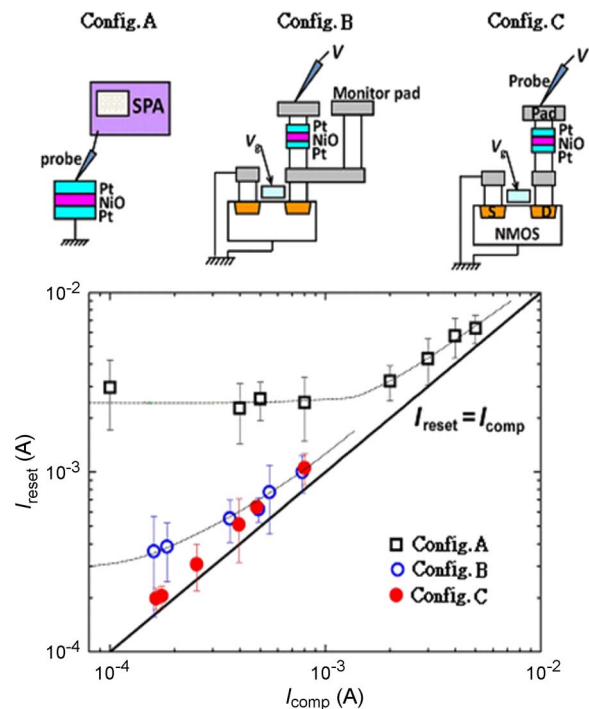 Config. A
Config. B
Config. C
SPA
probe
Pt
NiO
Pt
V
Monitor pad
Pt
NiO
Pt
Vg
V
Probe
Pad
Pt
NiO
Pt
Vg
S
D
NMOS
10⁻²
10⁻³
10⁻⁴
Ireset (A)
Ireset = Icomp
Config. A
Config. B
Config. C
10⁻⁴
10⁻³
10⁻²
Icomp (A)